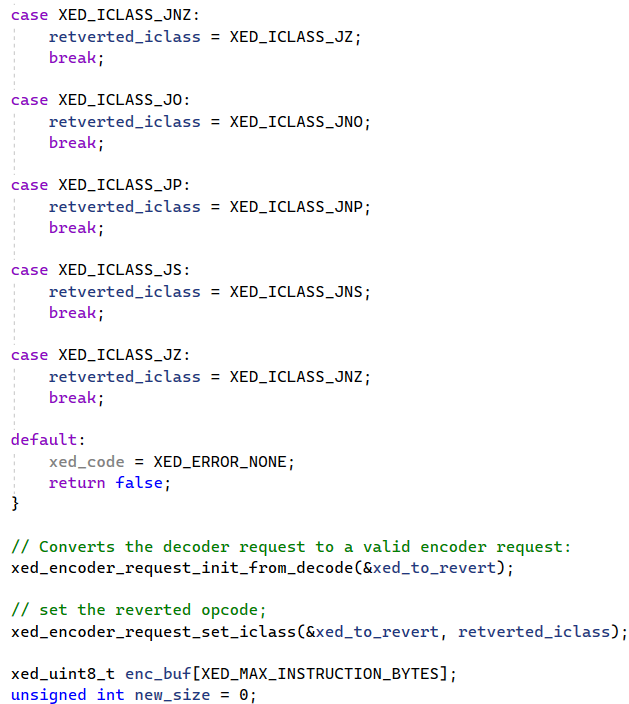 case XED_ICLASS_JNZ:
    retverted_iclass = XED_ICLASS_JZ;
    break;

case XED_ICLASS_JO:
    retverted_iclass = XED_ICLASS_JNO;
    break;

case XED_ICLASS_JP:
    retverted_iclass = XED_ICLASS_JNP;
    break;

case XED_ICLASS_JS:
    retverted_iclass = XED_ICLASS_JNS;
    break;

case XED_ICLASS_JZ:
    retverted_iclass = XED_ICLASS_JNZ;
    break;

default:
    xed_code = XED_ERROR_NONE;
    return false;
}

// Converts the decoder request to a valid encoder request:
xed_encoder_request_init_from_decode(&xed_to_revert);

// set the reverted opcode;
xed_encoder_request_set_iclass(&xed_to_revert, retverted_iclass);

xed_uint8_t enc_buf[XED_MAX_INSTRUCTION_BYTES];
unsigned int new_size = 0;